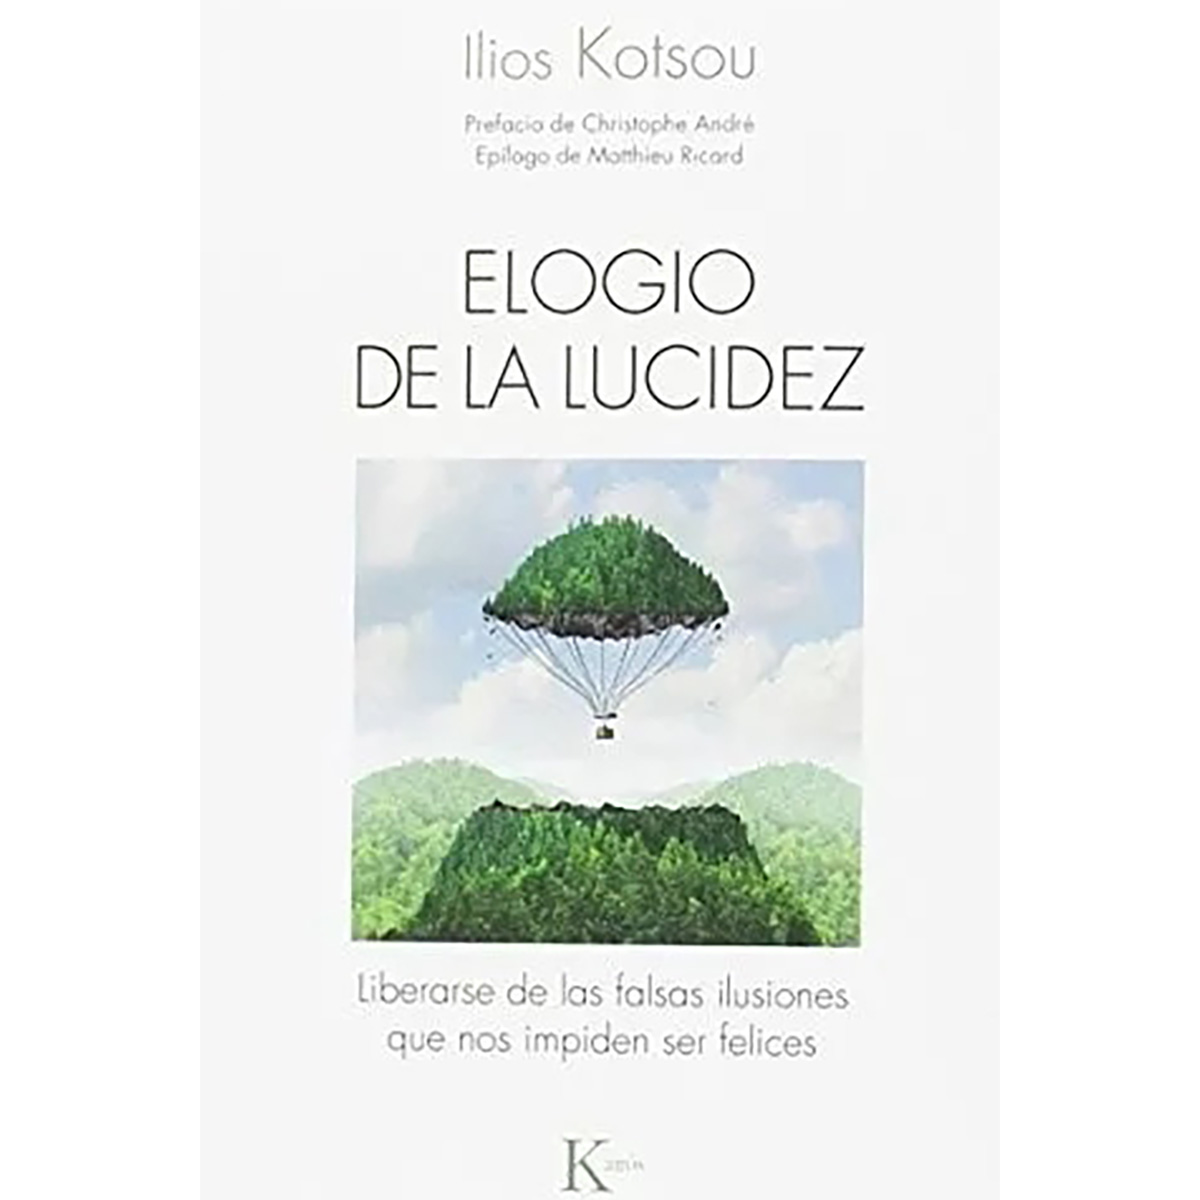 Ilios Kotsou
Prefacio de Christophe André
Epílogo de Matthieu Ricard
ELOGIO
DE LA LUCIDEZ
Liberarse de las falsas ilusiones
que nos impiden ser felices
K